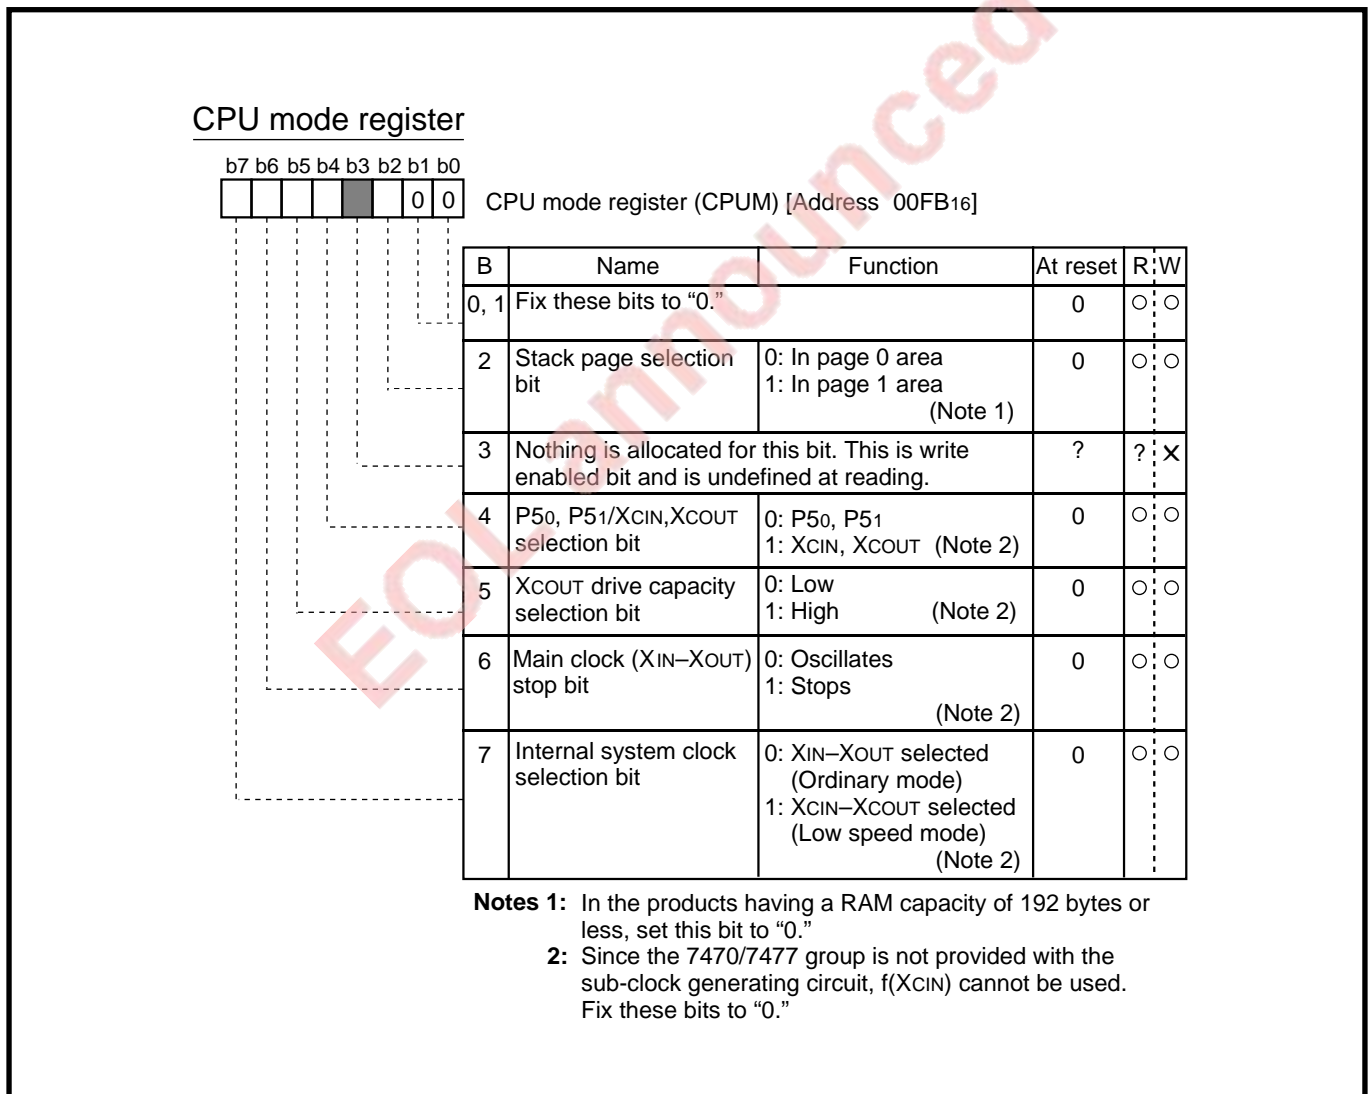 CPU mode register
b7 b6 b5 b4 b3 b2 b1 b0
0 0
CPU mode register (CPUM) [Address 00FB16]
B Name Function At reset R W
0, 1 Fix these bits to “0.” 0 ○ ○
2 Stack page selection bit 0: In page 0 area 0 ○ ○
1: In page 1 area
(Note 1)
3 Nothing is allocated for this bit. This is write ? ? ×
enabled bit and is undefined at reading.
4 P50, P51/XCIN,XCOUT 0: P50, P51 0 ○ ○
selection bit 1: XCIN, XCOUT (Note 2)
5 XCOUT drive capacity 0: Low 0 ○ ○
selection bit 1: High (Note 2)
6 Main clock (XIN–XOUT) 0: Oscillates 0 ○ ○
stop bit 1: Stops
(Note 2)
7 Internal system clock 0: XIN–XOUT selected 0 ○ ○
selection bit (Ordinary mode)
1: XCIN–XCOUT selected
(Low speed mode)
(Note 2)
Notes 1: In the products having a RAM capacity of 192 bytes or
less, set this bit to “0.”
2: Since the 7470/7477 group is not provided with the
sub-clock generating circuit, f(XCIN) cannot be used.
Fix these bits to “0.”
EOL announced